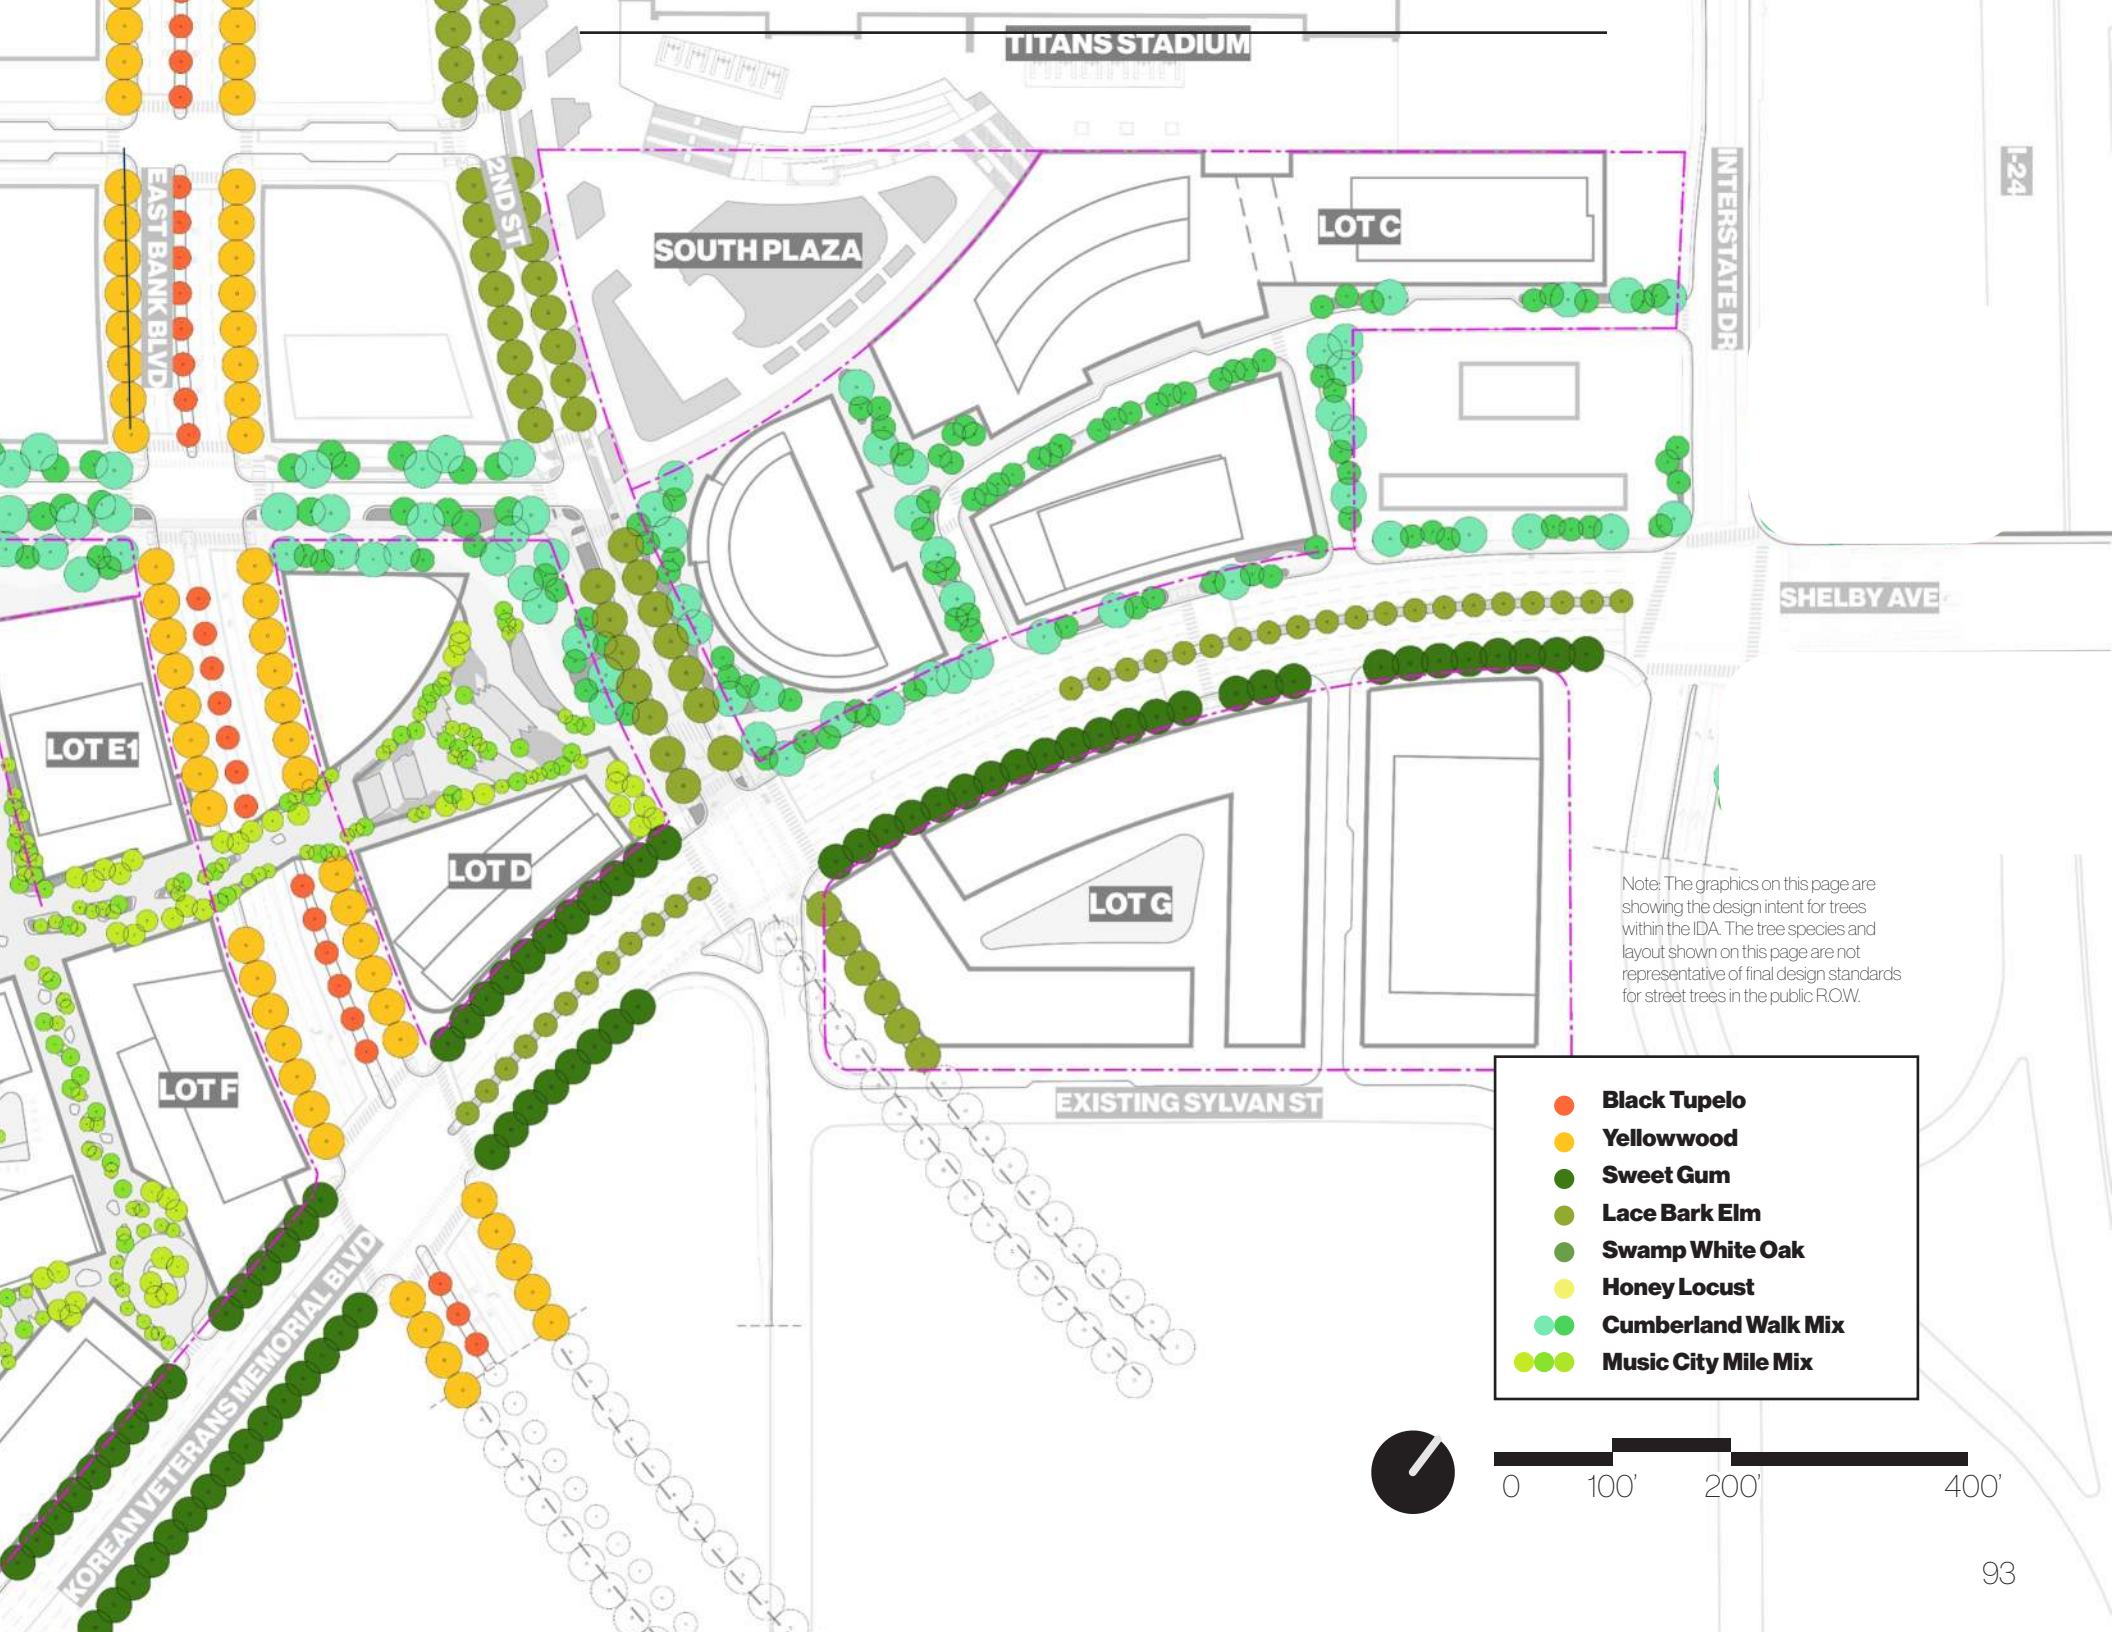 TITANS STADIUM
EAST BANK BLVD
2ND ST
SOUTH PLAZA
LOT C
INTERSTATE DR
I-24
SHELBY AVE
LOT E1
LOT D
LOT G
LOT F
EXISTING SYLVAN ST
KOREAN VETERANS MEMORIAL BLVD
Note: The graphics on this page are
showing the design intent for trees
within the IDA. The tree species and
layout shown on this page are not
representative of final design standards
for street trees in the public R.O.W.
Black Tupelo
Yellowwood
Sweet Gum
Lace Bark Elm
Swamp White Oak
Honey Locust
Cumberland Walk Mix
Music City Mile Mix
0 100' 200' 400'
93